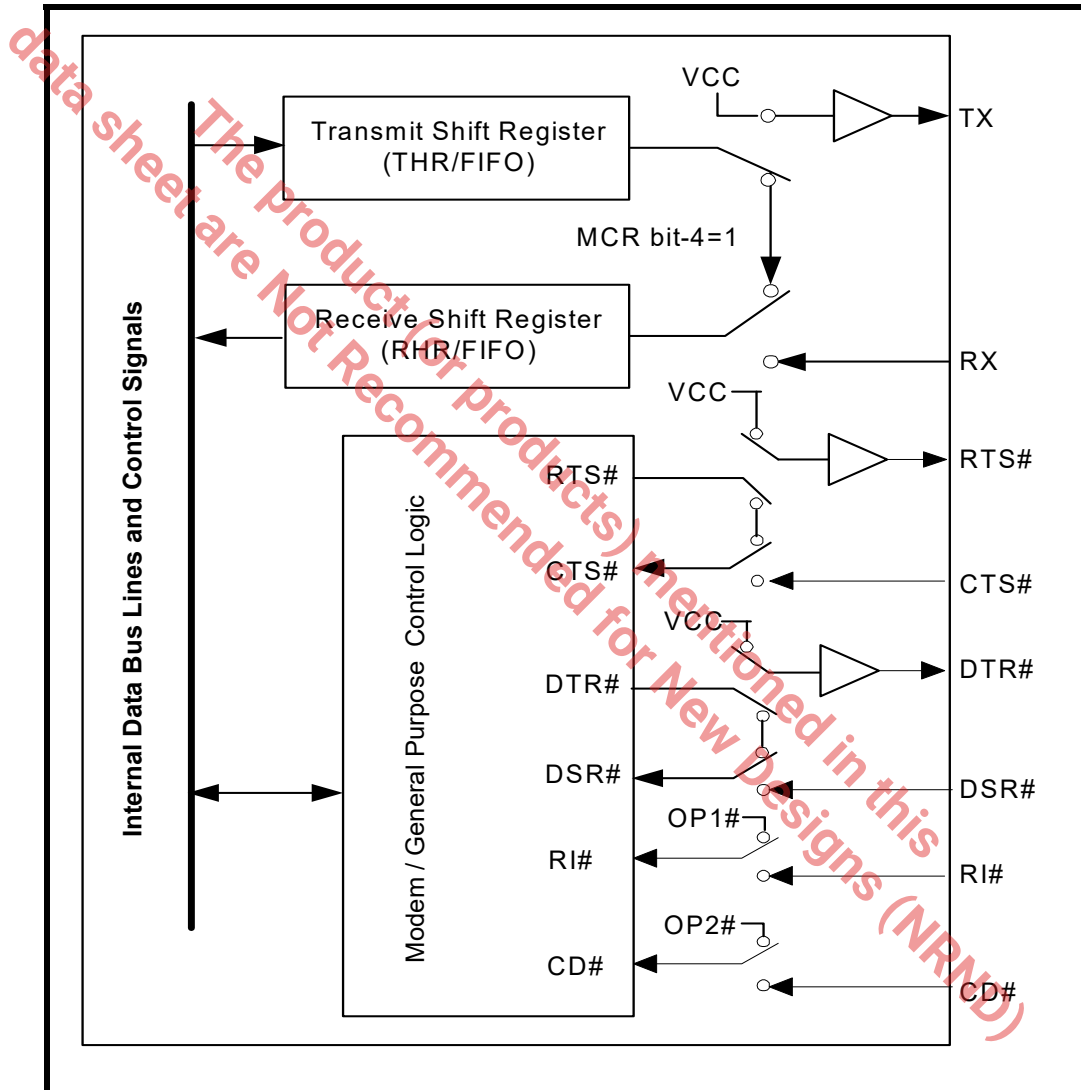 VCC
TX
Transmit Shift Register
(THR/FIFO)
MCR bit-4=1
Receive Shift Register
(RHR/FIFO)
RX
VCC
RTS#
RTS#
CTS#
CTS#
VCC
DTR#
DTR#
DSR#
DSR#
OP1#
RI#
RI#
OP2#
CD#
CD#
Internal Data Bus Lines and Control Signals
Modem / General Purpose Control Logic
The product (or products) mentioned in this
data sheet are Not Recommended for New Designs (NRND)